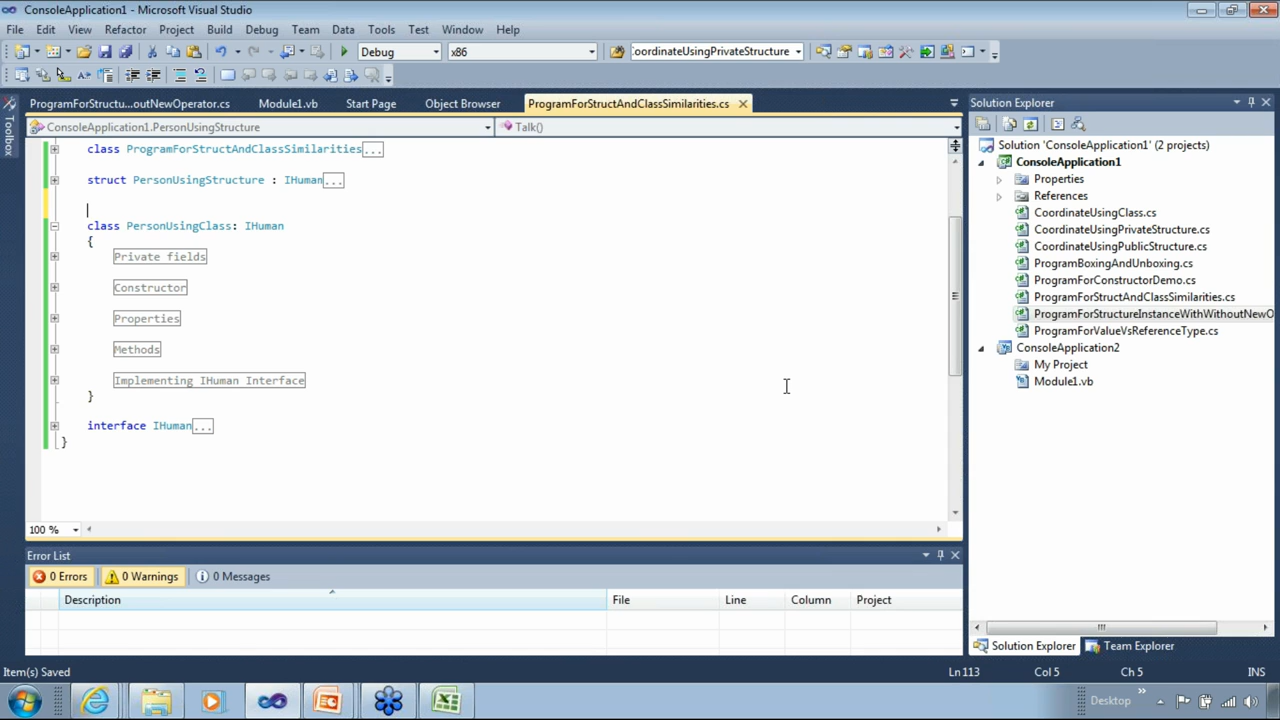 ConsoleApplication1 - Microsoft Visual Studio
File Edit View Refactor Project Build Debug Team Data Tools Test Window Help
Debug x86 CoordinateUsingPrivateStructure
ProgramForStructu...outNewOperator.cs Module1.vb Start Page Object Browser ProgramForStructAndClassSimilarities.cs
ConsoleApplication1.PersonUsingStructure Talk()
Toolbox
class ProgramForStructAndClassSimilarities...
struct PersonUsingStructure : IHuman...
class PersonUsingClass: IHuman
{
Private fields
Constructor
Properties
Methods
Implementing IHuman Interface
}
interface IHuman...
}
100 %
Solution Explorer
Solution 'ConsoleApplication1' (2 projects)
ConsoleApplication1
Properties
References
CoordinateUsingClass.cs
CoordinateUsingPrivateStructure.cs
CoordinateUsingPublicStructure.cs
ProgramBoxingAndUnboxing.cs
ProgramForConstructorDemo.cs
ProgramForStructAndClassSimilarities.cs
ProgramForStructureInstanceWithWithoutNewO
ProgramForValueVsReferenceType.cs
ConsoleApplication2
My Project
Module1.vb
Solution Explorer Team Explorer
Error List
0 Errors 0 Warnings 0 Messages
Description File Line Column Project
Item(s) Saved Ln 113 Col 5 Ch 5 INS
Desktop